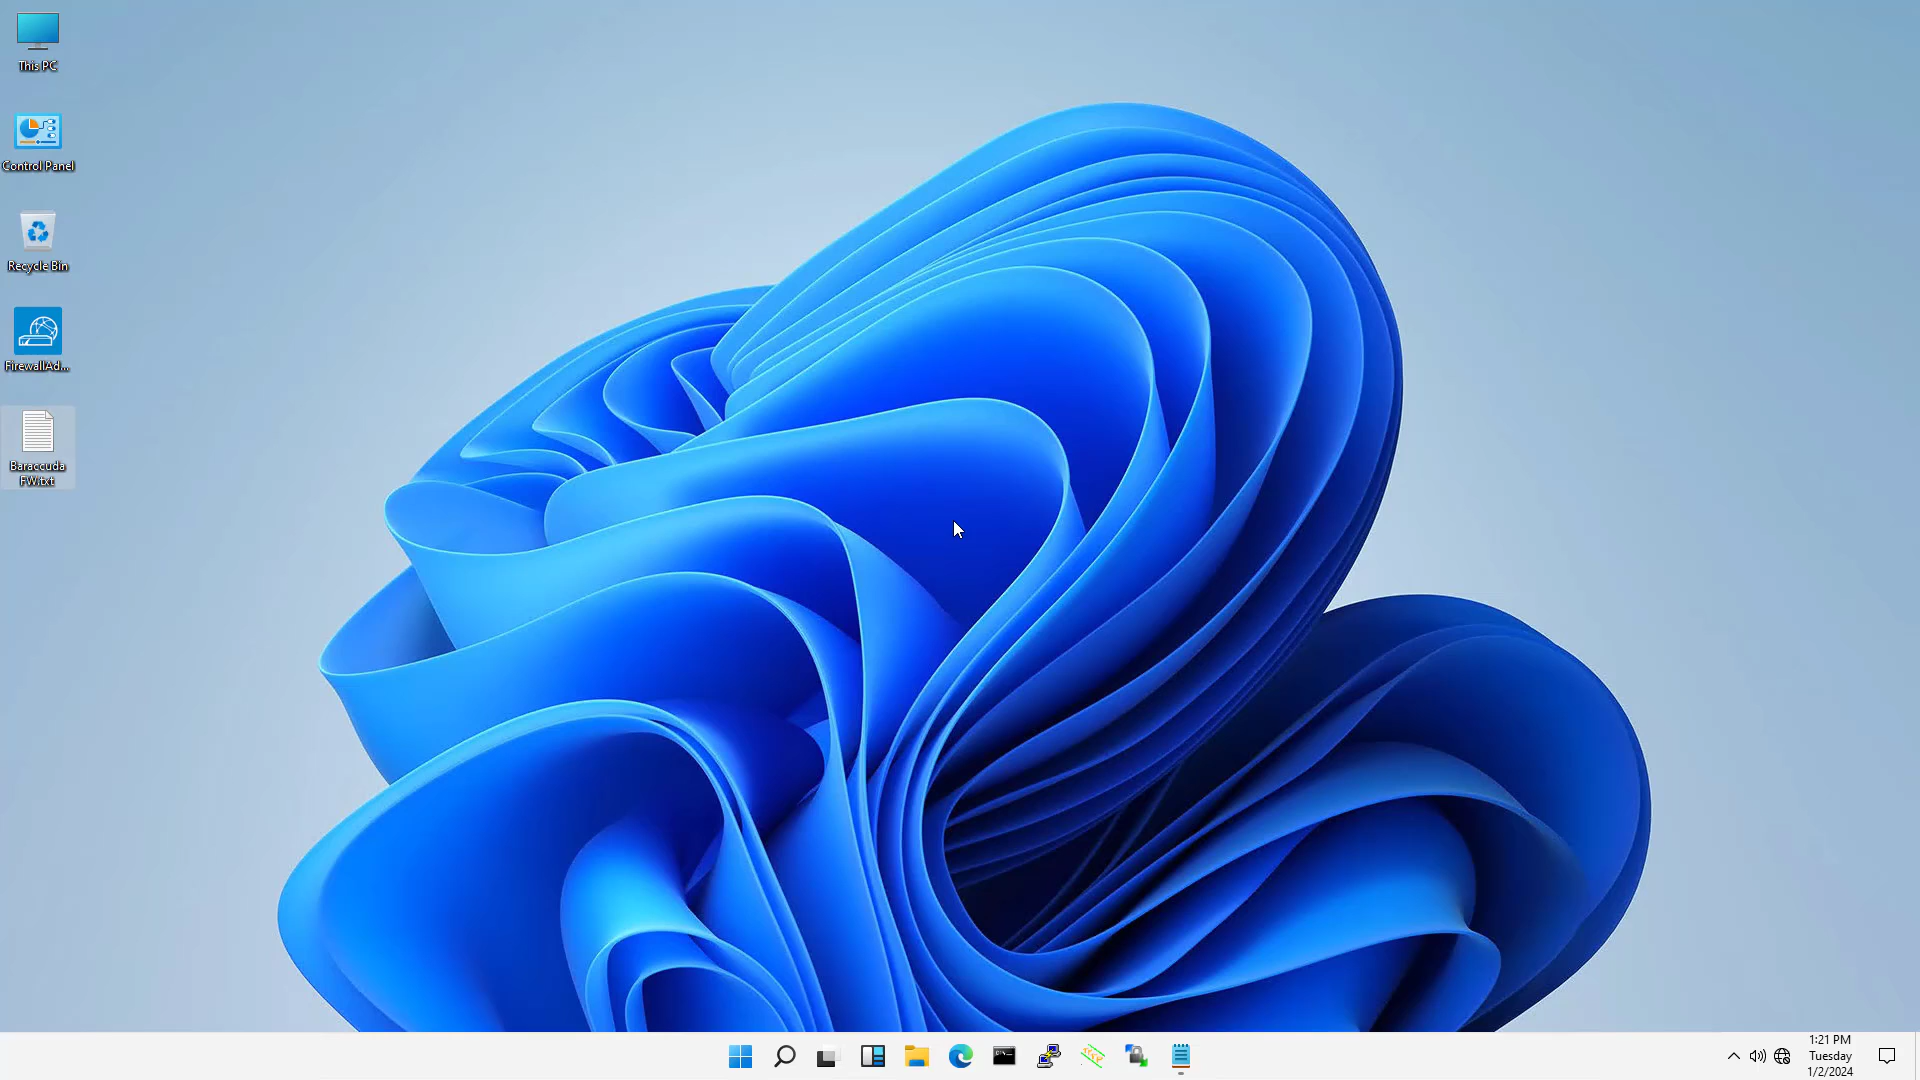 This PC
Control Panel
Recycle Bin
FirewallAd...
Baraccuda
FW.txt
1:21 PM
Tuesday
1/2/2024